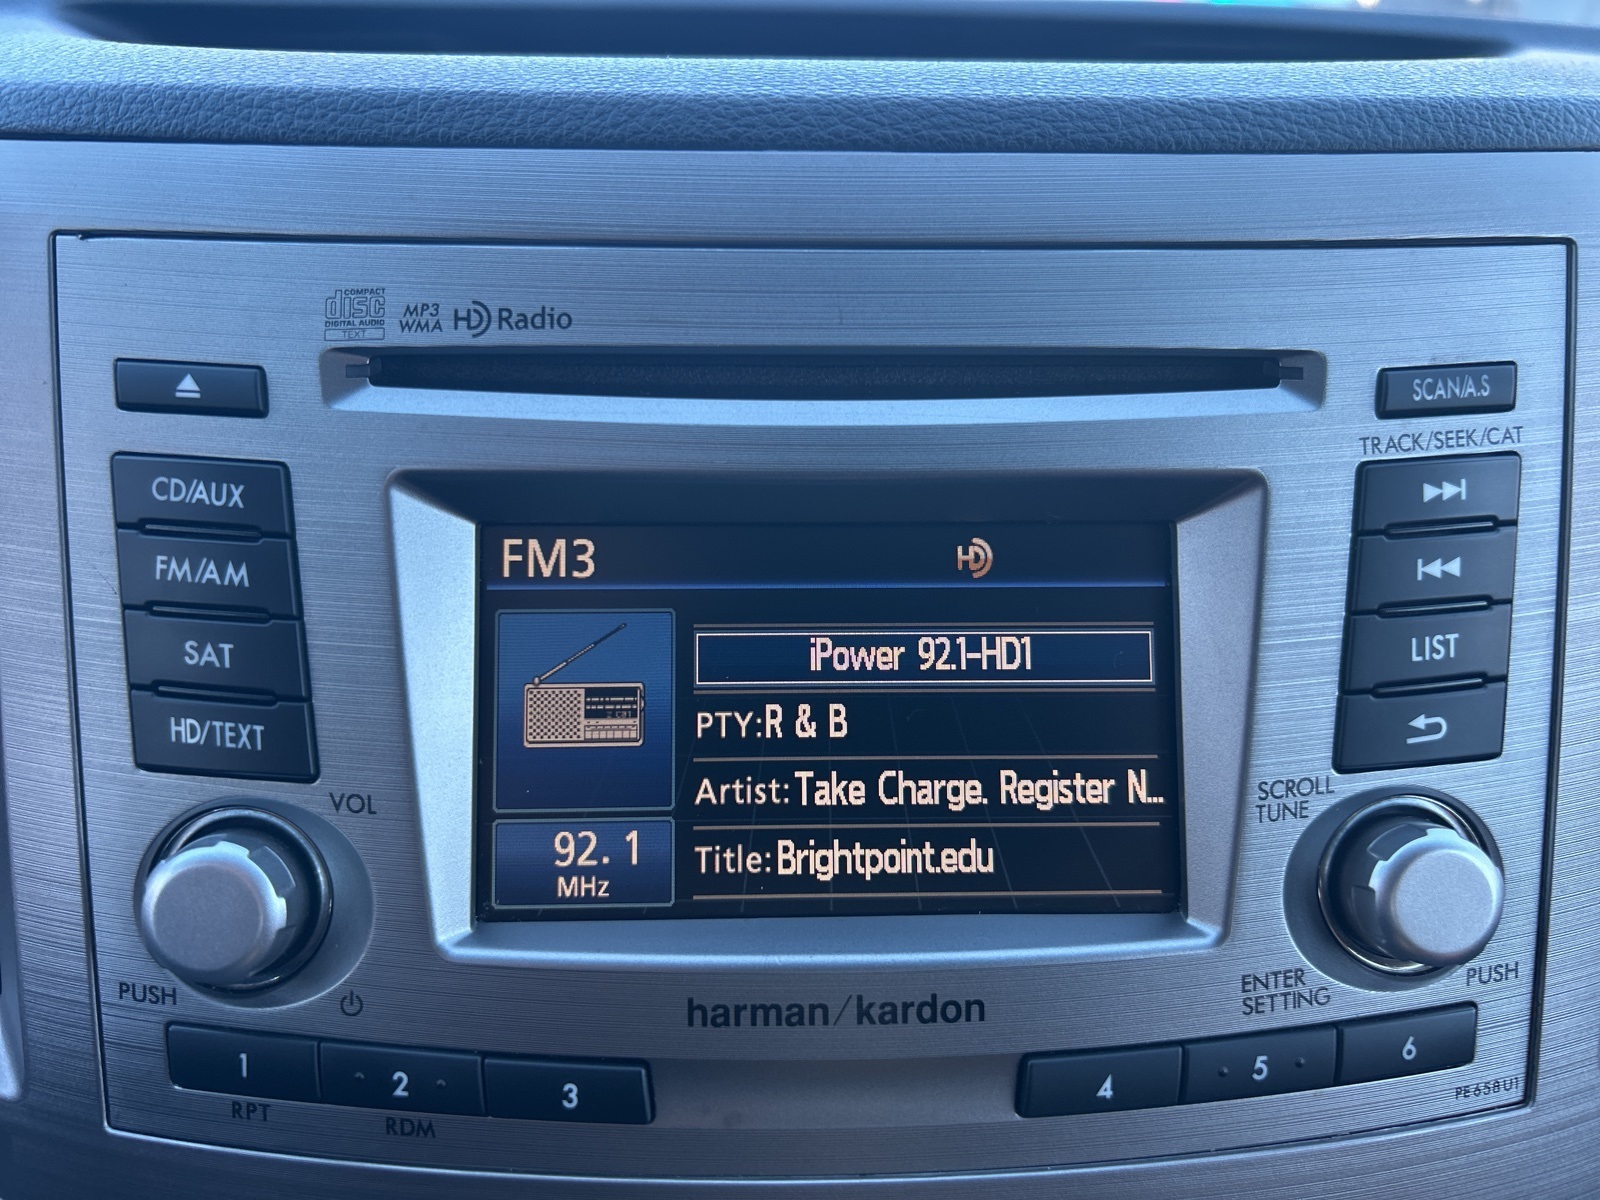 COMPACT
disc
DIGITAL AUDIO
TEXT
MP3
WMA
HD Radio
SCAN/A.S
TRACK/SEEK/CAT
CD/AUX
FM/AM
SAT
HD/TEXT
LIST
FM3
HD
iPower 92.1-HD1
PTY:R & B
Artist:Take Charge. Register N...
Title:Brightpoint.edu
92.1
MHz
VOL
PUSH
SCROLL
TUNE
ENTER
SETTING
PUSH
harman/kardon
1
RPT
2
RDM
3
4
5
6
PE658U1